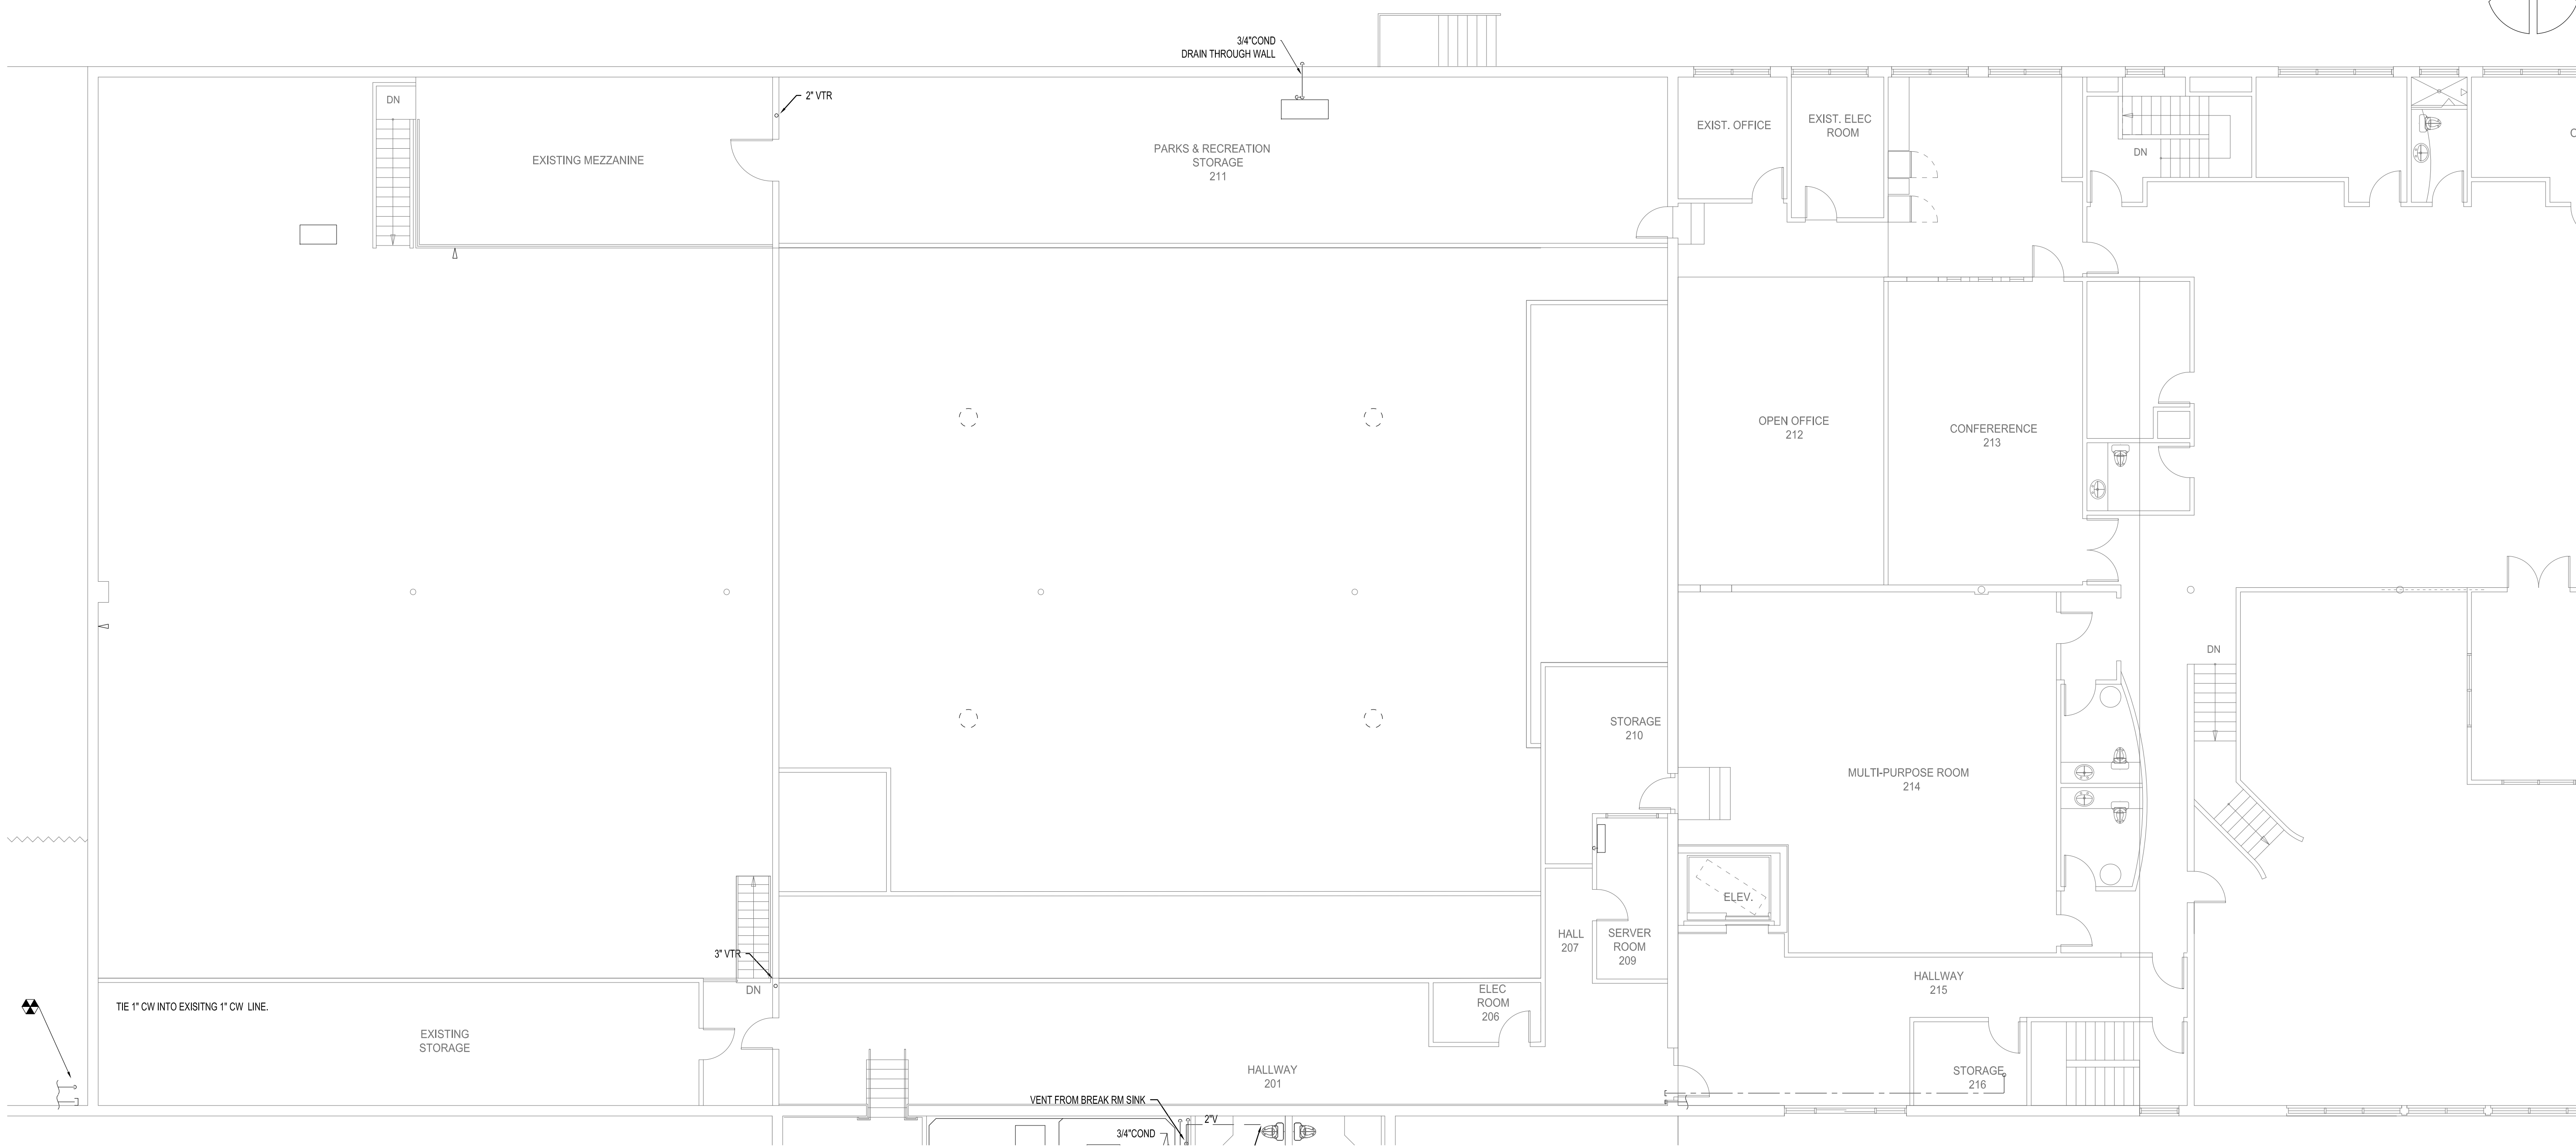 3/4"COND
DRAIN THROUGH WALL
DN
2" VTR
EXISTING MEZZANINE
PARKS & RECREATION
STORAGE
211
EXIST. OFFICE
EXIST. ELEC
ROOM
DN
OPEN OFFICE
212
CONFERERENCE
213
DN
STORAGE
210
MULTI-PURPOSE ROOM
214
ELEV.
HALL
207
SERVER
ROOM
209
3" VTR
DN
HALLWAY
215
ELEC
ROOM
206
TIE 1" CW INTO EXISITNG 1" CW LINE.
EXISTING
STORAGE
HALLWAY
201
STORAGE
216
VENT FROM BREAK RM SINK
2"V
3/4"COND